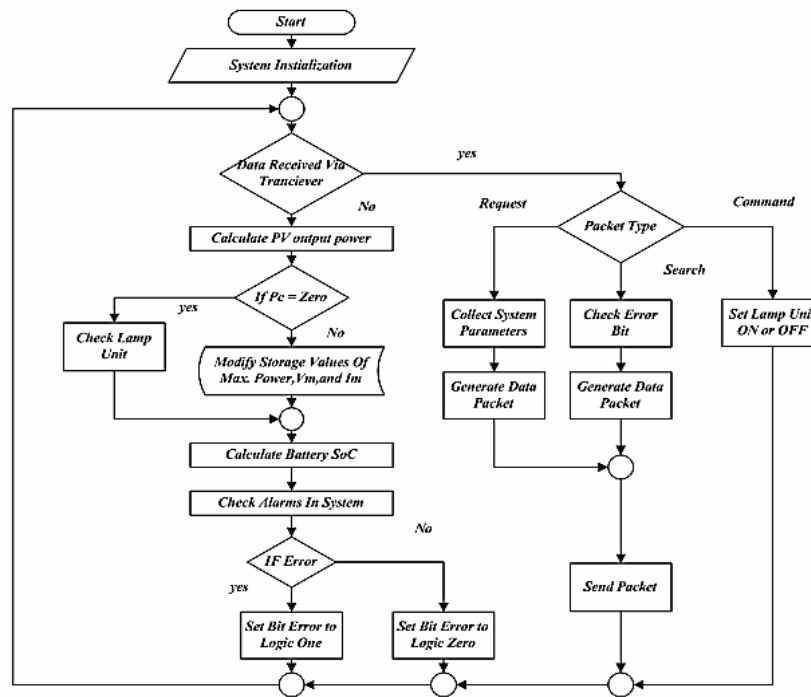 Start
System Instialization
Data Received Via
Tranciever
yes
No
Calculate PV output power
If Pc = Zero
yes
No
Check Lamp
Unit
Modify Storage Values Of
Max. Power,Vm,and Im
Calculate Battery SoC
Check Alarms In System
IF Error
No
yes
Set Bit Error to
Logic One
Set Bit Error to
Logic Zero
Packet Type
Request
Search
Command
Collect System
Parameters
Generate Data
Packet
Check Error
Bit
Generate Data
Packet
Set Lamp Unit
ON or OFF
Send Packet